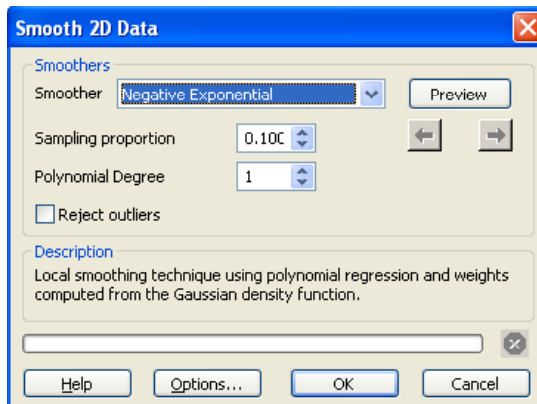 Smooth 2D Data
Smoothers
Smoother Negative Exponential Preview
Sampling proportion 0.100
Polynomial Degree 1
Reject outliers
Description
Local smoothing technique using polynomial regression and weights
computed from the Gaussian density function.
Help Options... OK Cancel